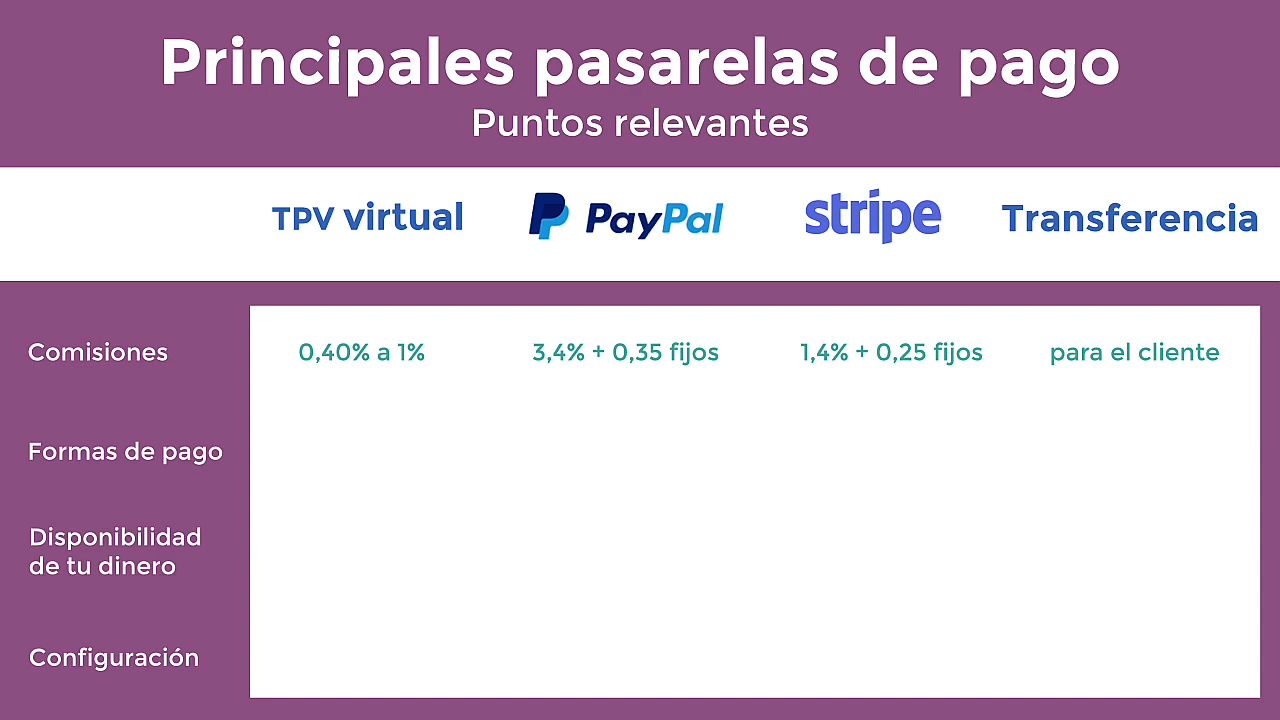 Principales pasarelas de pago
Puntos relevantes
TPV virtual
PayPal
stripe
Transferencia
Comisiones
0,40% a 1%
3,4% + 0,35 fijos
1,4% + 0,25 fijos
para el cliente
Formas de pago
Disponibilidad
de tu dinero
Configuración